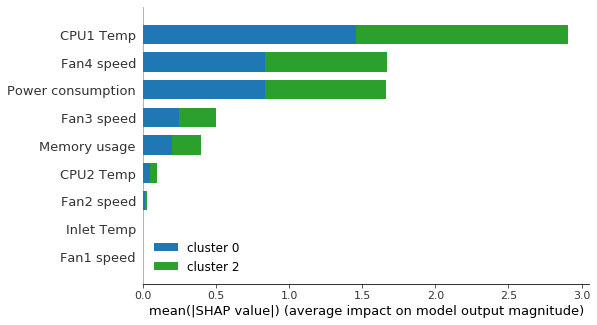 CPU1 Temp
Fan4 speed
Power consumption
Fan3 speed
Memory usage
CPU2 Temp
Fan2 speed
Inlet Temp
Fan1 speed
cluster 0
cluster 2
0.0 0.5 1.0 1.5 2.0 2.5 3.0
mean(|SHAP value|) (average impact on model output magnitude)